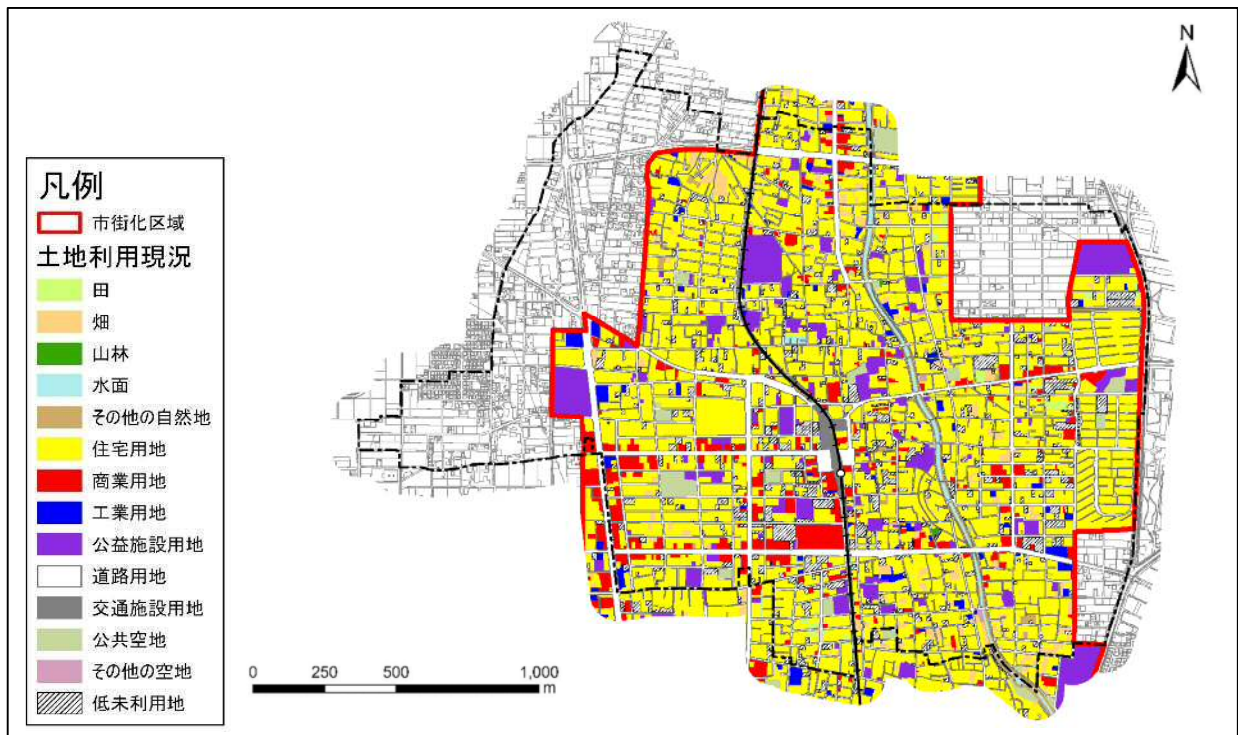 N
凡例
市街化区域
土地利用現況
田
畑
山林
水面
その他の自然地
住宅用地
商業用地
工業用地
公益施設用地
道路用地
交通施設用地
公共空地
その他の空地
低未利用地
0 250 500 1,000
m